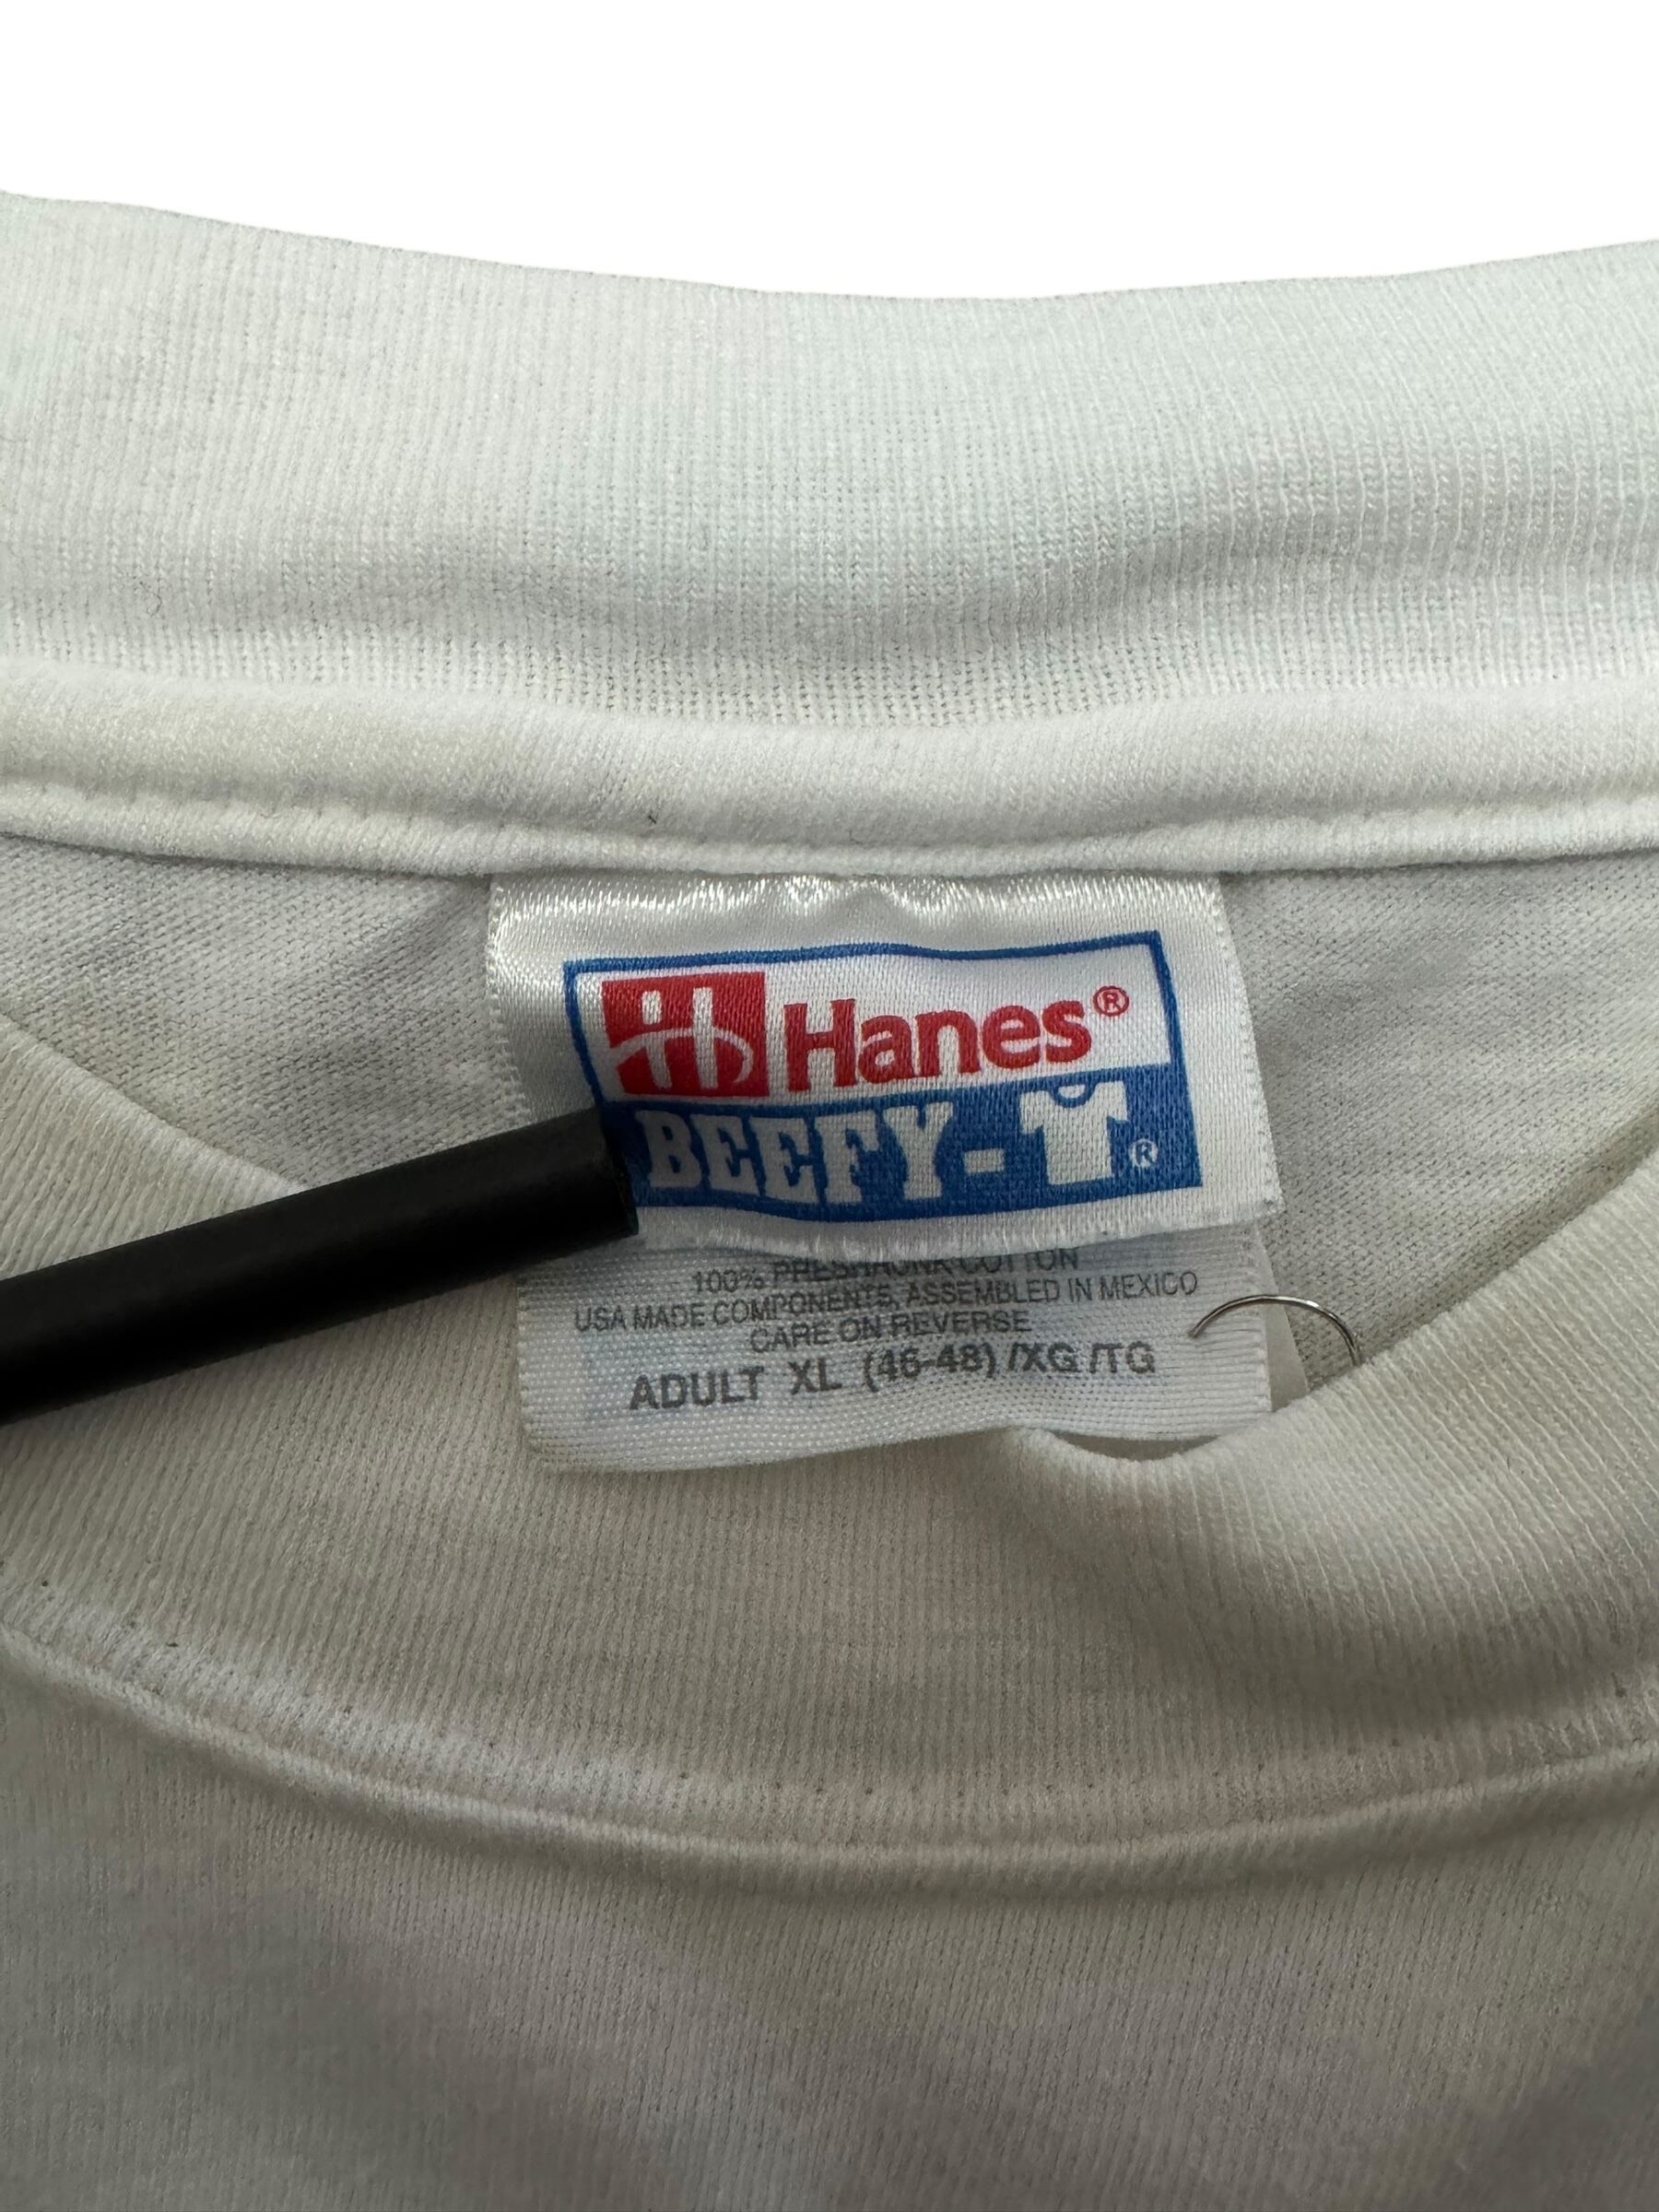 Hanes®
BEEFY-T®
100% PRESHRUNK COTTON
USA MADE COMPONENTS, ASSEMBLED IN MEXICO
CARE ON REVERSE
ADULT XL (46-48) /XG /TG